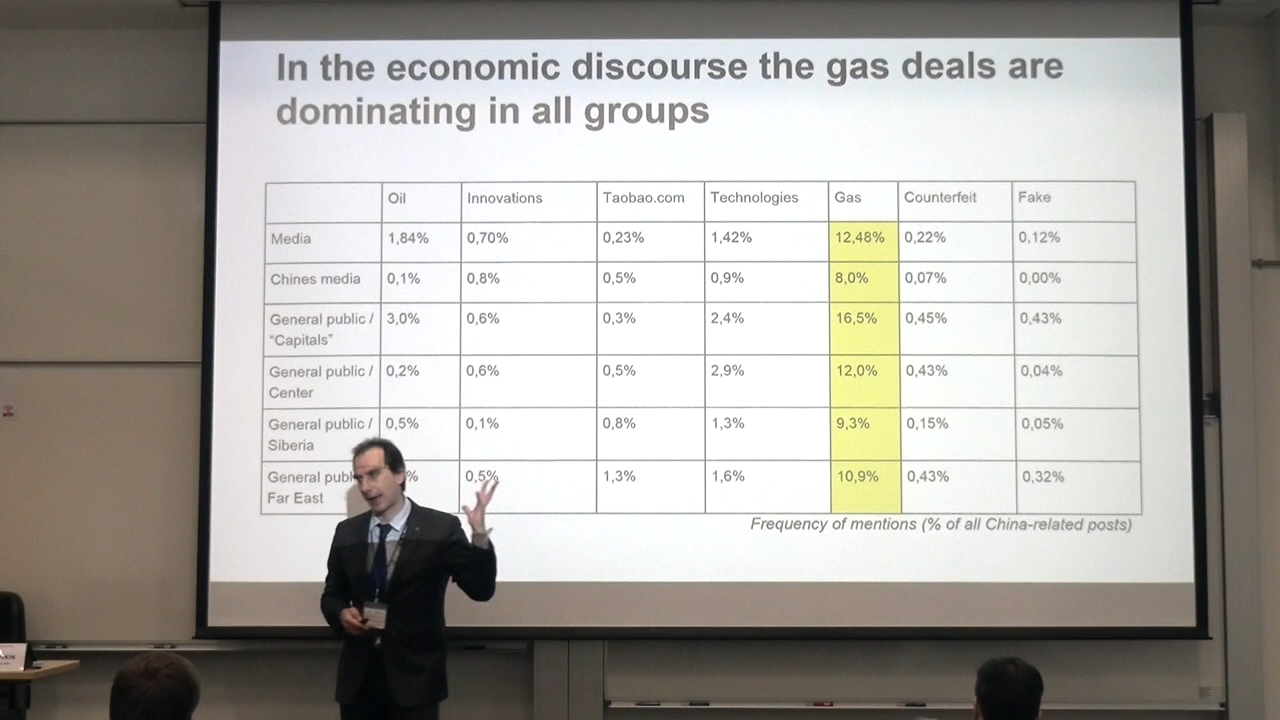 In the economic discourse the gas deals are
dominating in all groups
Oil Innovations Taobao.com Technologies Gas Counterfeit Fake
Media 1,84% 0,70% 0,23% 1,42% 12,48% 0,22% 0,12%
Chines media 0,1% 0,8% 0,5% 0,9% 8,0% 0,07% 0,00%
General public / 3,0% 0,6% 0,3% 2,4% 16,5% 0,45% 0,43%
“Capitals”
General public / 0,2% 0,6% 0,5% 2,9% 12,0% 0,43% 0,04%
Center
General public / 0,5% 0,1% 0,8% 1,3% 9,3% 0,15% 0,05%
Siberia
General % 0,5% 1,3% 1,6% 10,9% 0,43% 0,32%
Far East
Frequency of mentions (% of all China-related posts)